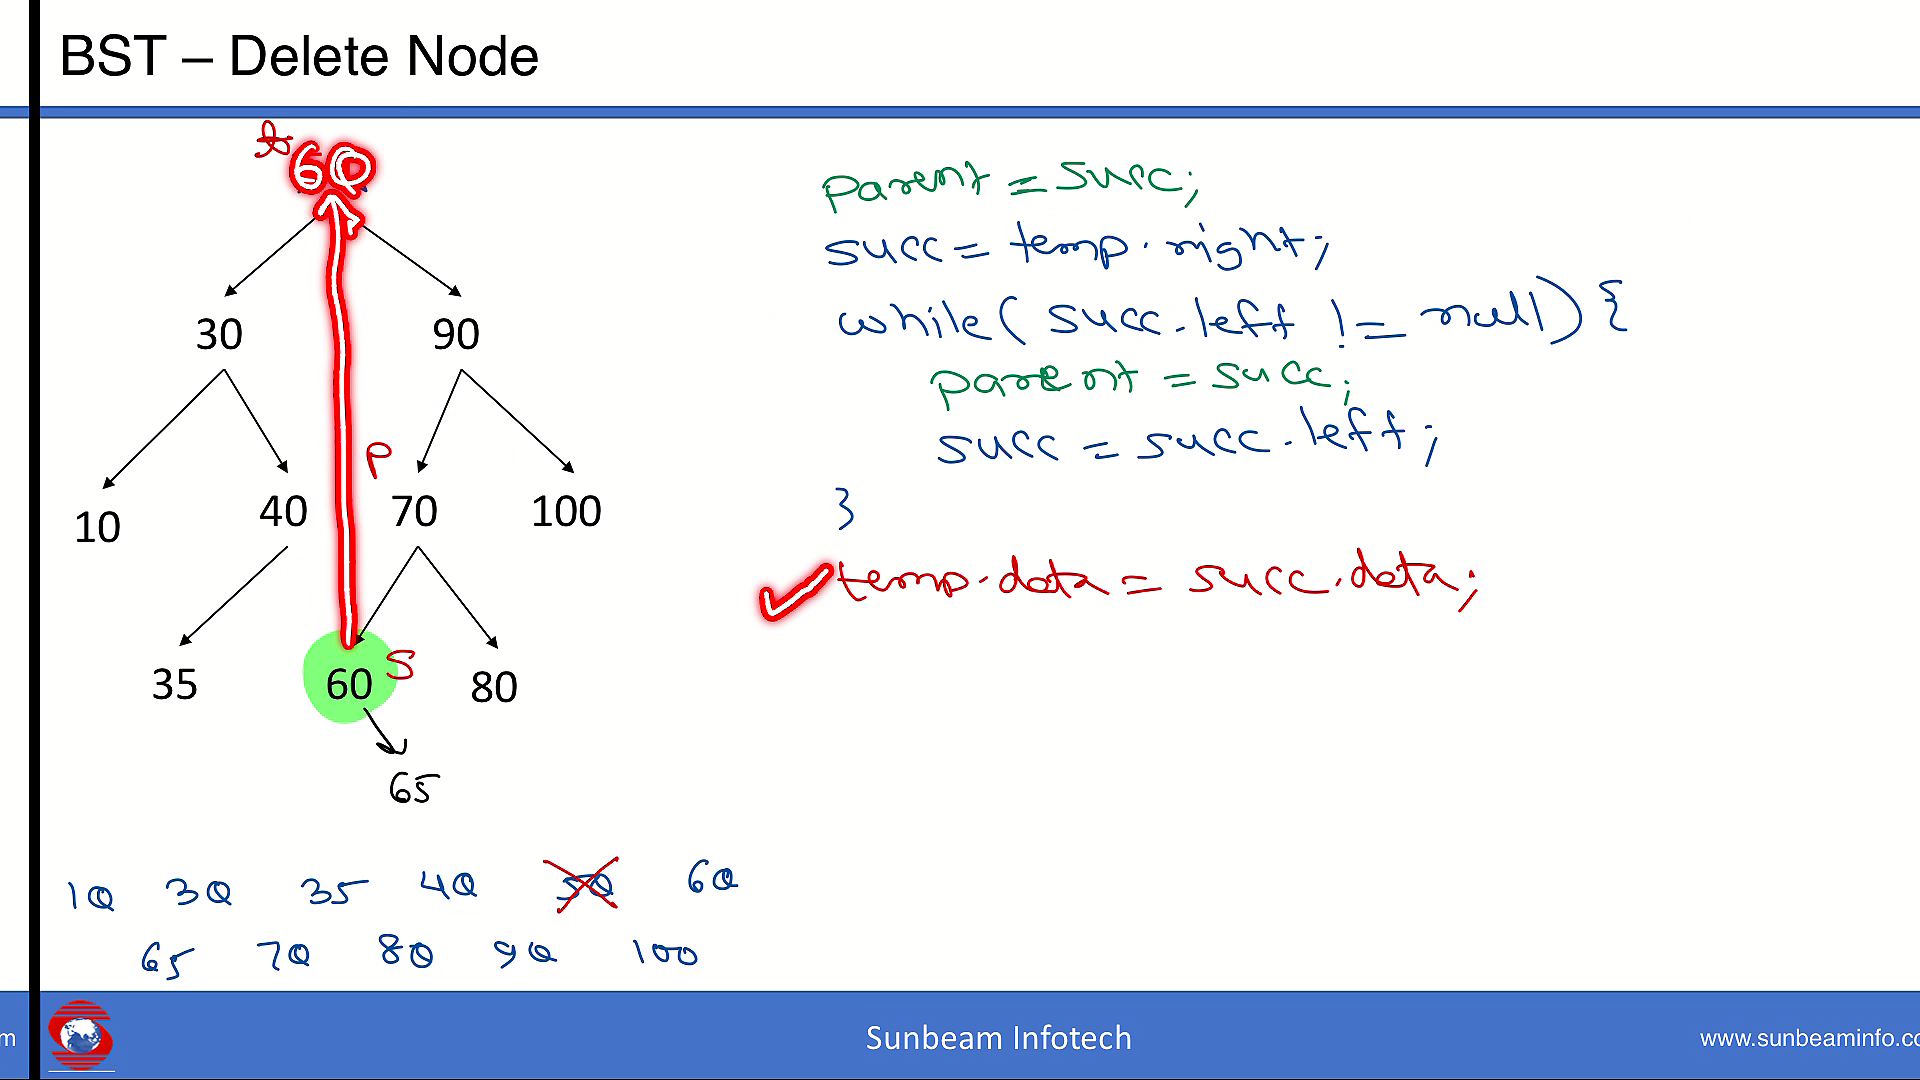 BST – Delete Node
60
30 90
P
10 40 70 100
35 60 S 80
65
10 30 35 40 50 60
65 70 80 90 100
parent = succ;
succ = temp.right;
while( succ.left != null) {
parent = succ;
succ = succ.left;
}
temp.data = succ.data;
m
Sunbeam Infotech
www.sunbeaminfo.co